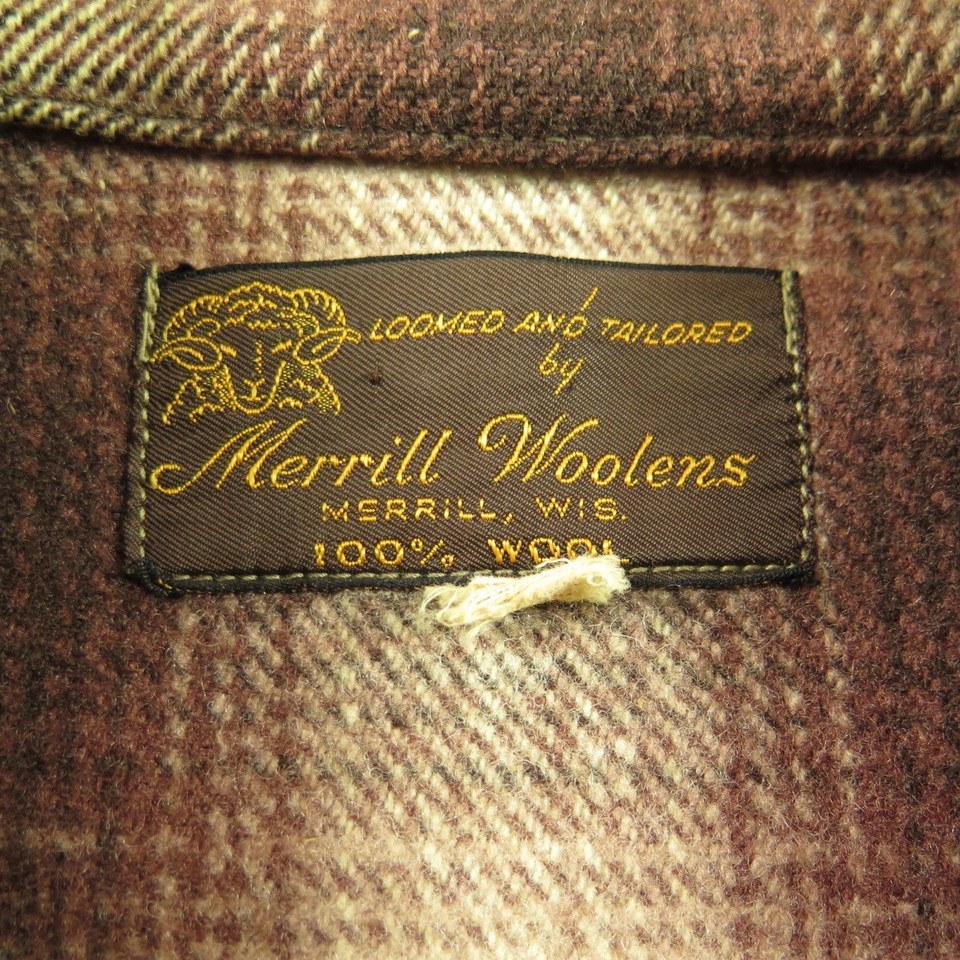 LOOMED AND TAILORED
by
Merrill Woolens
MERRILL, WIS.
100% WOOL